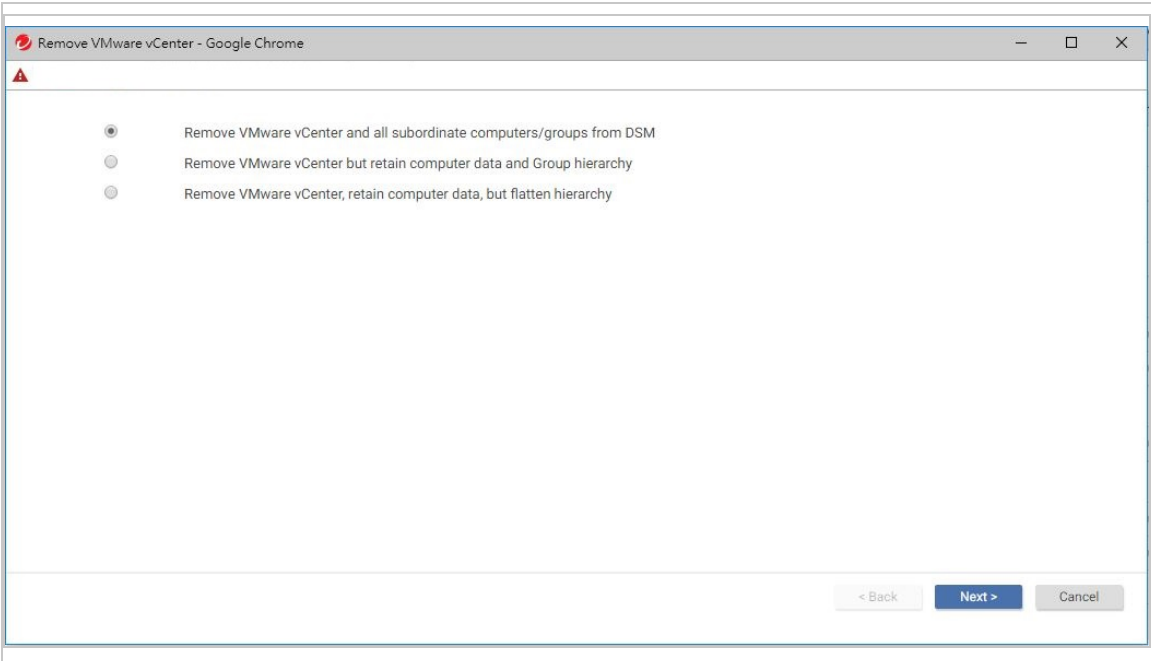 Remove VMware vCenter - Google Chrome
Remove VMware vCenter and all subordinate computers/groups from DSM
Remove VMware vCenter but retain computer data and Group hierarchy
Remove VMware vCenter, retain computer data, but flatten hierarchy
< Back Next > Cancel